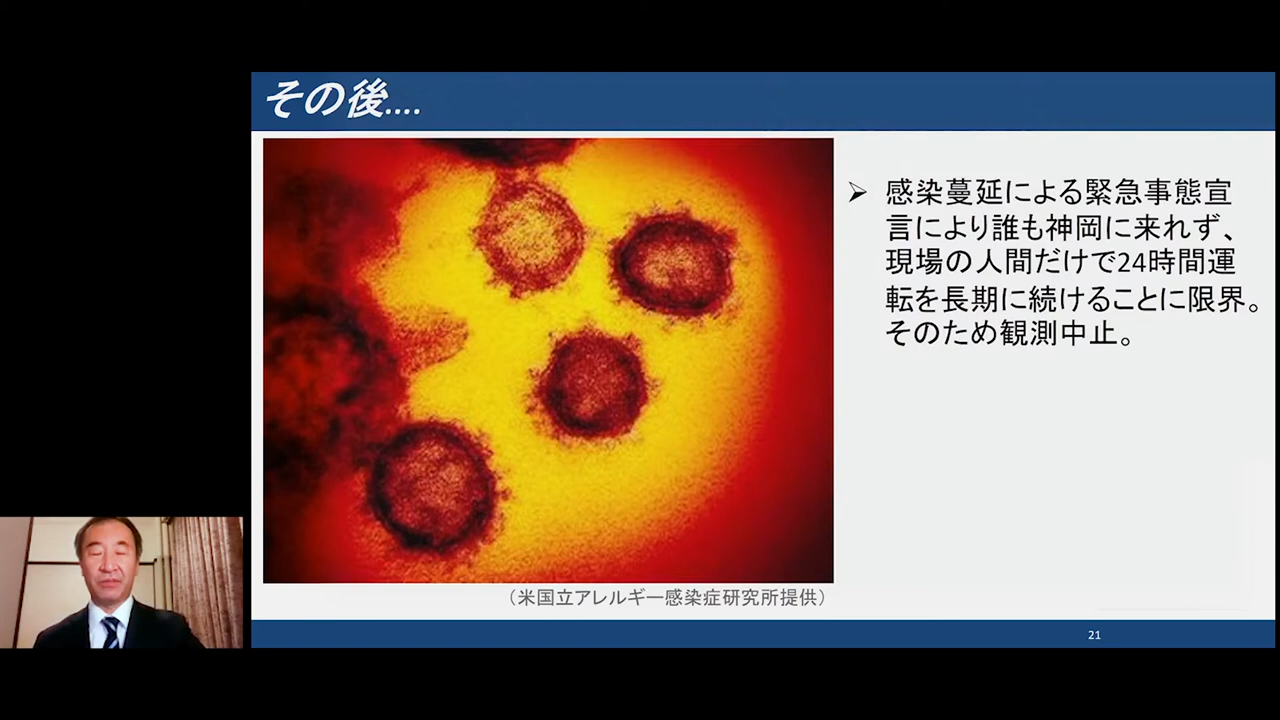 その後....
➢ 感染蔓延による緊急事態宣
言により誰も神岡に来れず、
現場の人間だけで24時間運
転を長期に続けることに限界。
そのため観測中止。
（米国立アレルギー感染症研究所提供）
21